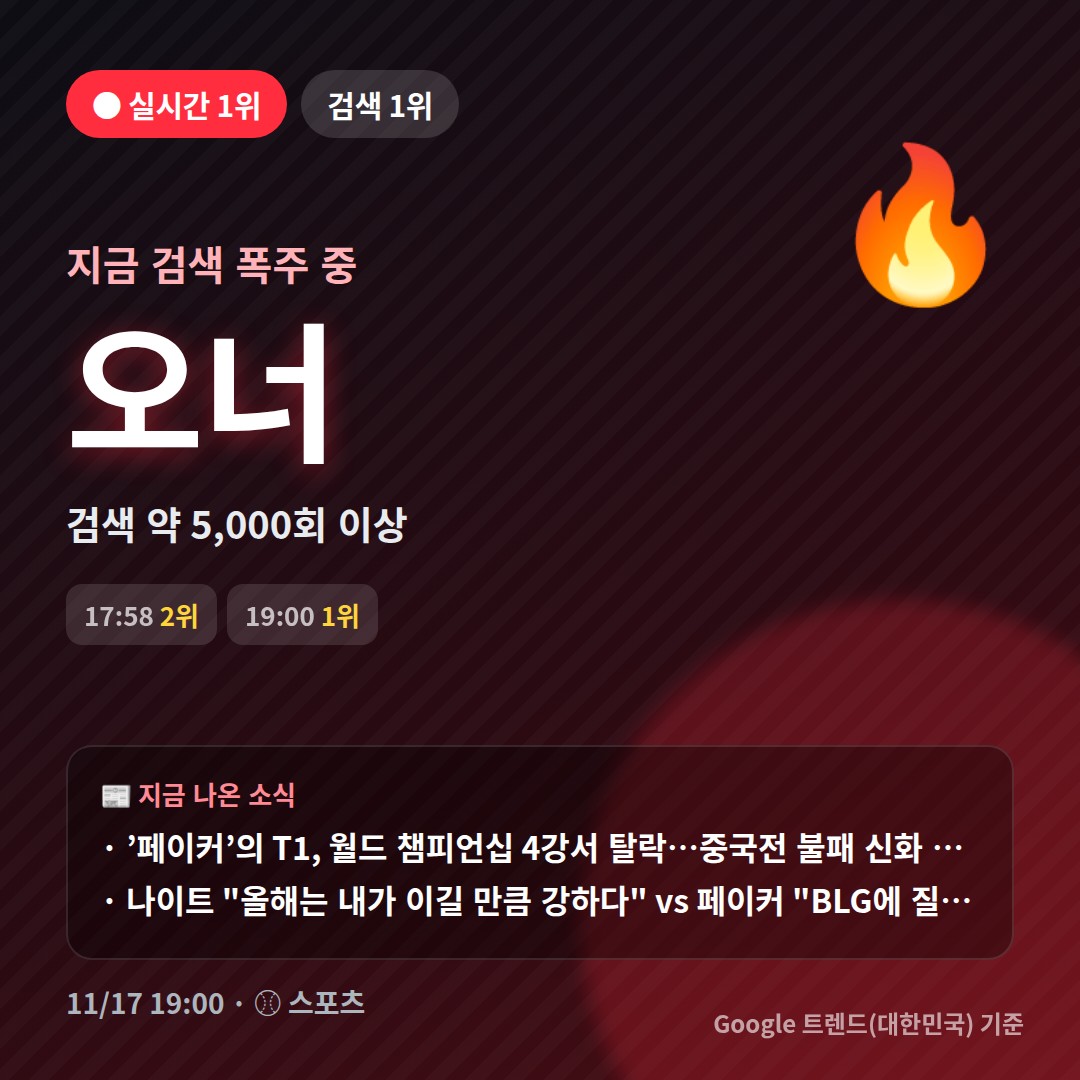 실시간 1위
검색 1위
지금 검색 폭주 중
오너
검색 약 5,000회 이상
17:58 2위
19:00 1위
지금 나온 소식
· ’페이커’의 T1, 월드 챔피언십 4강서 탈락…중국전 불패 신화 …
· 나이트 "올해는 내가 이길 만큼 강하다" vs 페이커 "BLG에 질…
11/17 19:00 · ⚾ 스포츠
Google 트렌드(대한민국) 기준